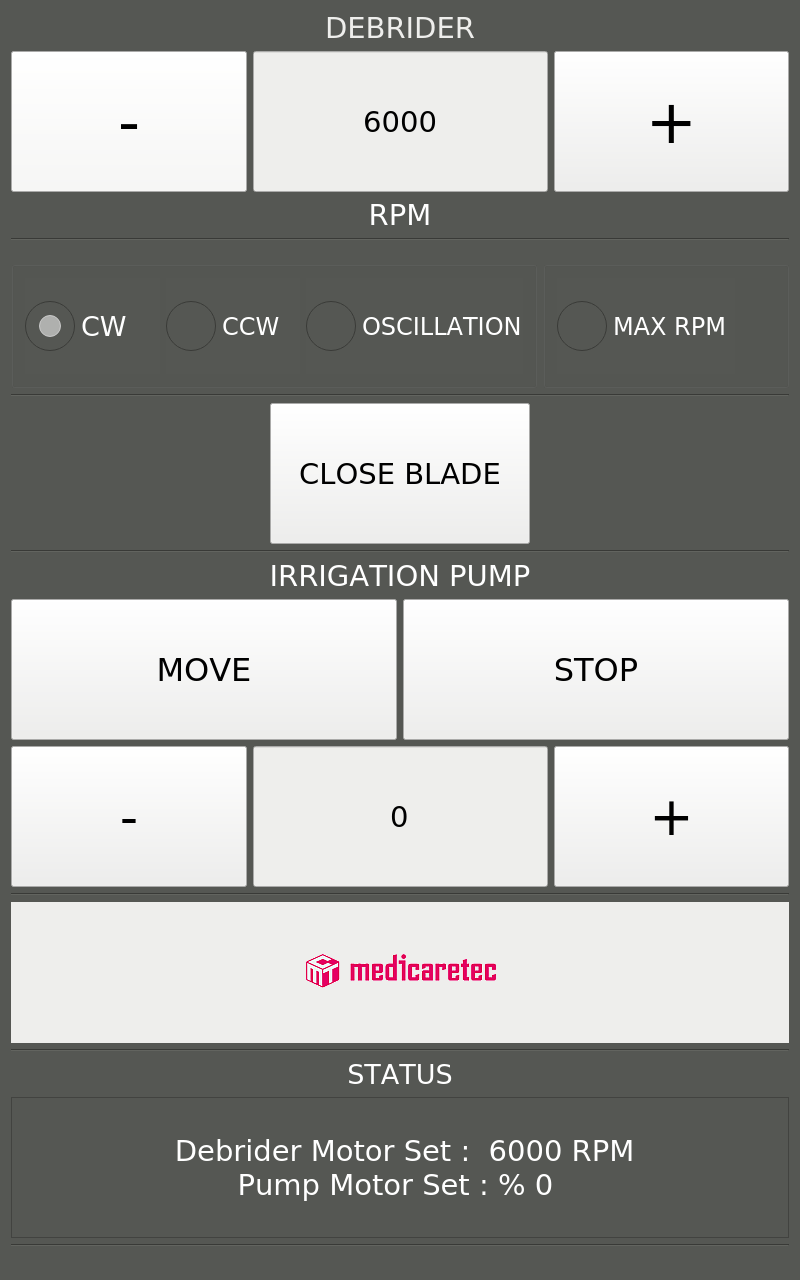 DEBRIDER
- 6000 +
RPM
CW CCW OSCILLATION MAX RPM
CLOSE BLADE
IRRIGATION PUMP
MOVE STOP
- 0 +
medicaretec
STATUS
Debrider Motor Set :  6000 RPM
Pump Motor Set : % 0